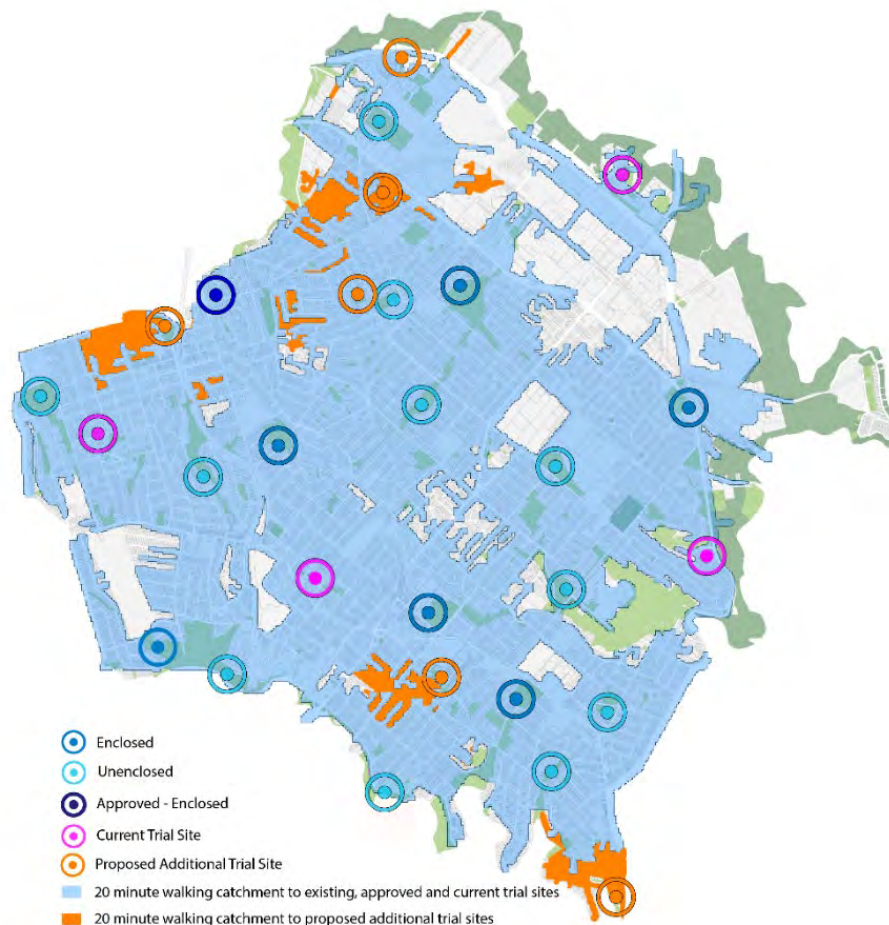 Enclosed
Unenclosed
Approved - Enclosed
Current Trial Site
Proposed Additional Trial Site
20 minute walking catchment to existing, approved and current trial sites
20 minute walking catchment to proposed additional trial sites